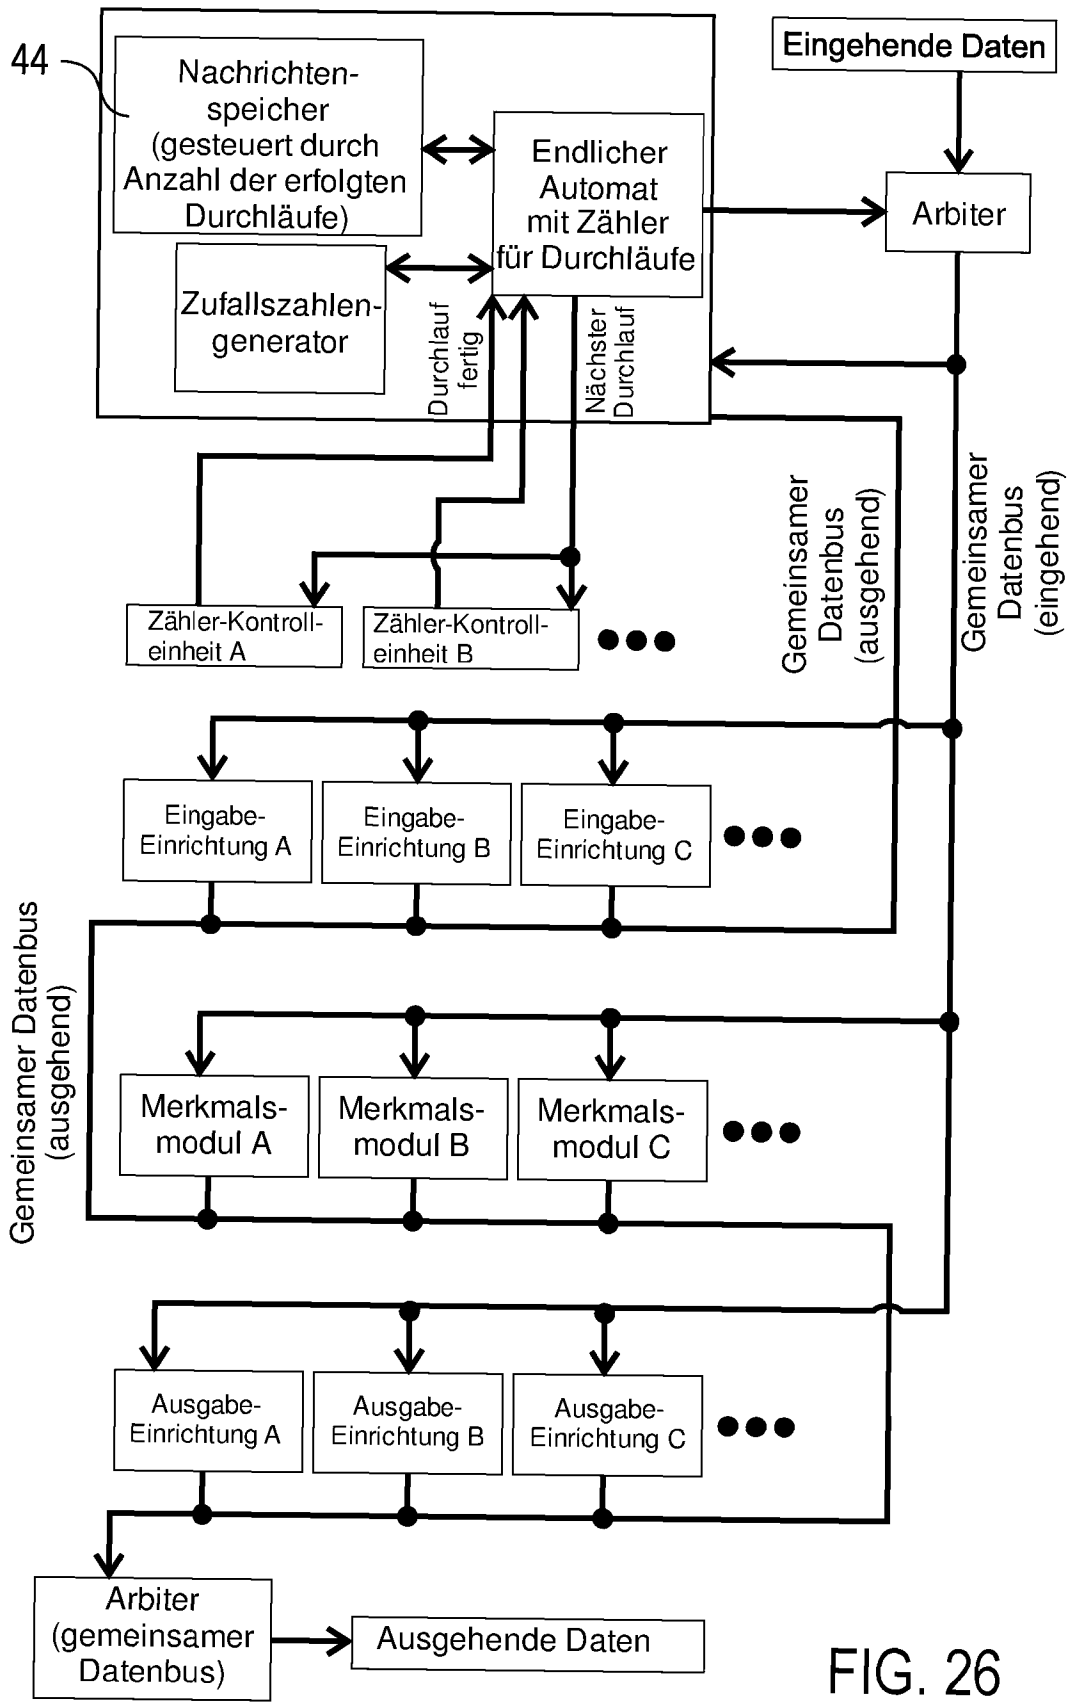 44
Nachrichten-
speicher
(gesteuert durch
Anzahl der erfolgten
Durchläufe)
Zufallszahlen-
generator
Endlicher
Automat
mit Zähler
für Durchläufe
Durchlauf
fertig
Nächster
Durchlauf
Eingehende Daten
Arbiter
Gemeinsamer
Datenbus
(ausgehend)
Gemeinsamer
Datenbus
(eingehend)
Zähler-Kontroll-
einheit A
Zähler-Kontroll-
einheit B
Eingabe-
Einrichtung A
Eingabe-
Einrichtung B
Eingabe-
Einrichtung C
Gemeinsamer Datenbus
(ausgehend)
Merkmals-
modul A
Merkmals-
modul B
Merkmals-
modul C
Ausgabe-
Einrichtung A
Ausgabe-
Einrichtung B
Ausgabe-
Einrichtung C
Arbiter
(gemeinsamer
Datenbus)
Ausgehende Daten
FIG. 26